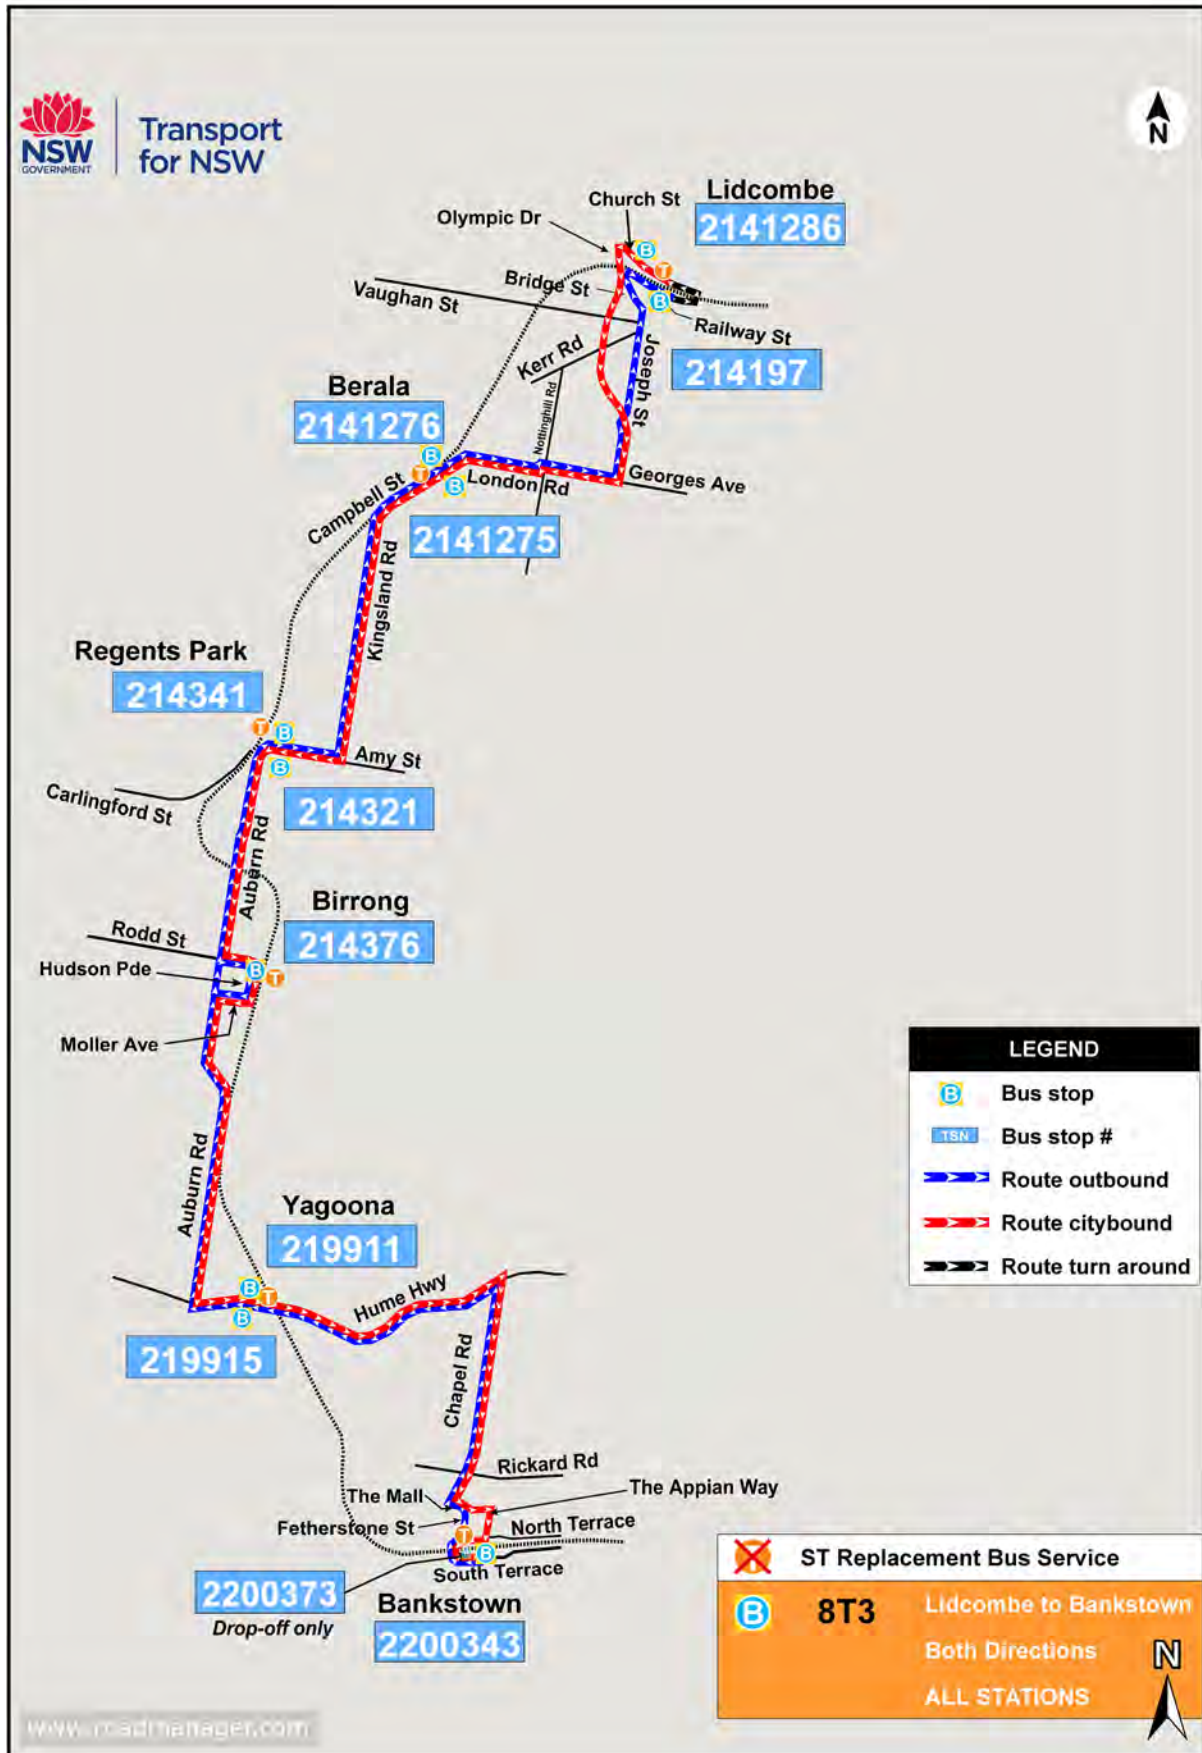 NSW
GOVERNMENT
Transport
for NSW
N
Lidcombe
2141286
Church St
Olympic Dr
Bridge St
Vaughan St
Railway St
214197
Kerr Rd
Joseph St
Nottinghill Rd
Berala
2141276
Georges Ave
London Rd
Campbell St
2141275
Kingsland Rd
Regents Park
214341
Amy St
Carlingford St
214321
Auburn Rd
Birrong
214376
Rodd St
Hudson Pde
Moller Ave
Auburn Rd
Yagoona
219911
Hume Hwy
219915
Chapel Rd
Rickard Rd
The Mall
The Appian Way
Fetherstone St
North Terrace
South Terrace
2200373
Drop-off only
Bankstown
2200343
LEGEND
B Bus stop
TSN Bus stop #
Route outbound
Route citybound
Route turn around
T ST Replacement Bus Service
B 8T3 Lidcombe to Bankstown
Both Directions
ALL STATIONS
N
www.roadmanager.com